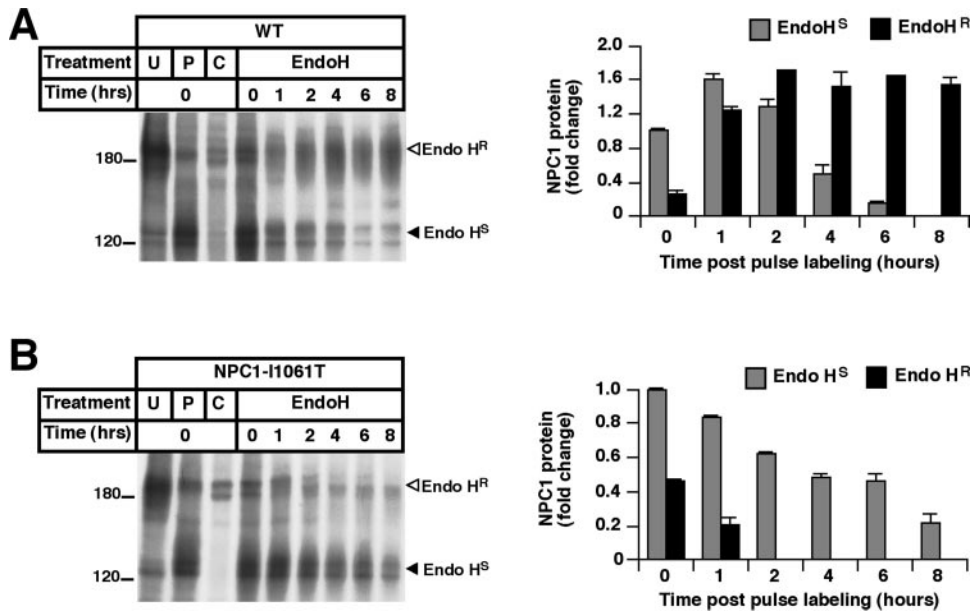 A
WT
Treatment U P C EndoH
Time (hrs) 0 0 1 2 4 6 8
180
Endo H^R
120
Endo H^S
EndoH^S EndoH^R
NPC1 protein
(fold change)
2.0
1.6
1.2
0.8
0.4
0
0 1 2 4 6 8
Time post pulse labeling (hours)
B
NPC1-I1061T
Treatment U P C EndoH
Time (hrs) 0 0 1 2 4 6 8
180
Endo H^R
120
Endo H^S
Endo H^S Endo H^R
NPC1 protein
(fold change)
1.0
0.8
0.6
0.4
0.2
0
0 1 2 4 6 8
Time post pulse labeling (hours)